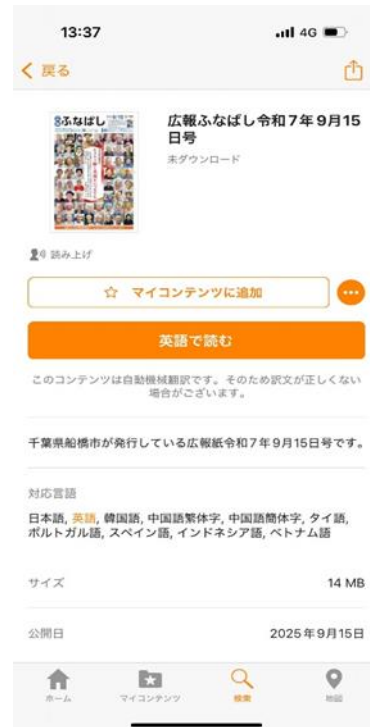 13:37
4G
戻る
ふなばし
広報ふなばし令和7年9月15
日号
未ダウンロード
読み上げ
☆ マイコンテンツに追加
英語で読む
このコンテンツは自動機械翻訳です。そのため訳文が正しくない
場合がございます。
千葉県船橋市が発行している広報紙令和7年9月15日号です。
対応言語
日本語, 英語, 韓国語, 中国語繁体字, 中国語簡体字, タイ語,
ポルトガル語, スペイン語, インドネシア語, ベトナム語
サイズ
14 MB
公開日
2025年9月15日
ホーム
マイコンテンツ
検索
地図